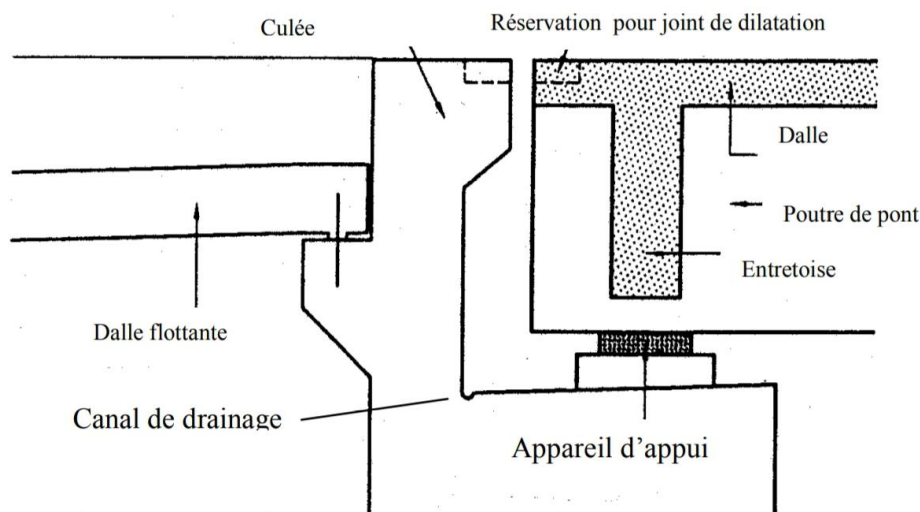 Culée
Réservation pour joint de dilatation
Dalle
Poutre de pont
Entretoise
Dalle flottante
Canal de drainage
Appareil d'appui